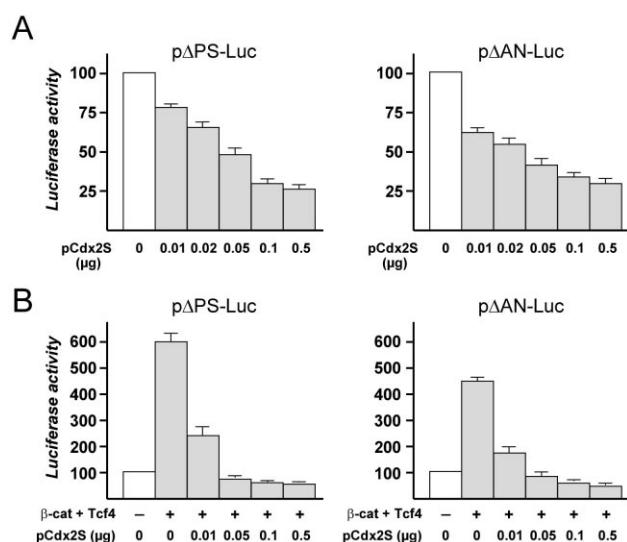 A
pΔPS-Luc
pΔAN-Luc
Luciferase activity
100
75
50
25
100
75
50
25
pCdx2S (µg)
0 0.01 0.02 0.05 0.1 0.5
pCdx2S (µg)
0 0.01 0.02 0.05 0.1 0.5
B
pΔPS-Luc
pΔAN-Luc
Luciferase activity
600
500
400
300
200
100
600
500
400
300
200
100
β-cat + Tcf4 – + + + + +
pCdx2S (µg) 0 0 0.01 0.05 0.1 0.5
β-cat + Tcf4 – + + + + +
pCdx2S (µg) 0 0 0.01 0.05 0.1 0.5